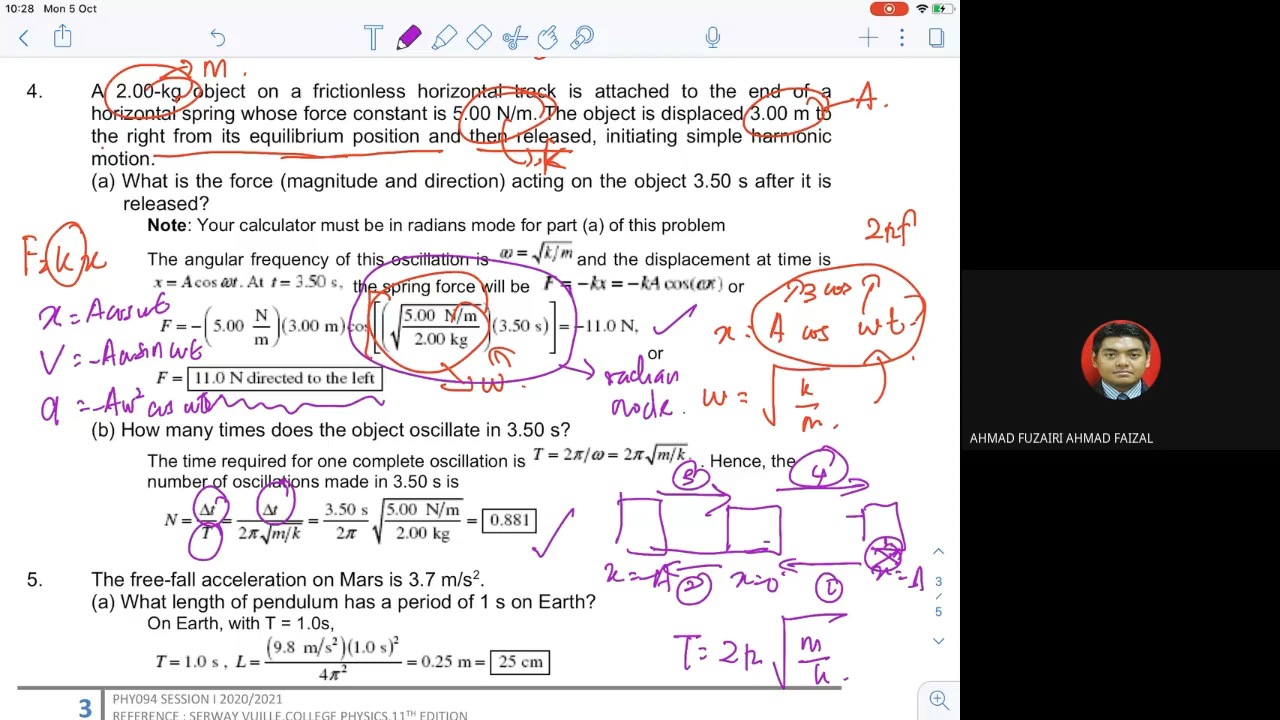 10:28 Mon 5 Oct
m.
4. A 2.00-kg object on a frictionless horizontal track is attached to the end of a
horizontal spring whose force constant is 5.00 N/m. The object is displaced 3.00 m to
A.
the right from its equilibrium position and then released, initiating simple harmonic
motion.
k
(a) What is the force (magnitude and direction) acting on the object 3.50 s after it is
released?
Note: Your calculator must be in radians mode for part (a) of this problem
2πf
F = kx
The angular frequency of this oscillation is ω = √k/m and the displacement at time is
x = A cos ωt. At t = 3.50 s, the spring force will be F = −kx = −kA cos(ωt) or
x = A cos ωt
F = −(5.00 N/m)(3.00 m)cos[(√5.00 N/m / 2.00 kg)(3.50 s)] = −11.0 N,
3 cos
x = A cos ωt
or
V = −Aωsin ωt
ω
F = 11.0 N directed to the left
radian
mode.
ω = √k/m.
a = −Aω² cos ωt
(b) How many times does the object oscillate in 3.50 s?
The time required for one complete oscillation is T = 2π/ω = 2π√m/k. Hence, the
number of oscillations made in 3.50 s is
3 4
N = Δt/T = Δt/2π√m/k = 3.50 s/2π √5.00 N/m / 2.00 kg = 0.881
x=−A 2 x=0 1 x=A
5. The free-fall acceleration on Mars is 3.7 m/s².
(a) What length of pendulum has a period of 1 s on Earth?
On Earth, with T = 1.0s,
T = 1.0 s , L = (9.8 m/s²)(1.0 s)²/4π² = 0.25 m = 25 cm
T = 2π √m/k.
3 PHY094 SESSION I 2020/2021
REFERENCE : SERWAY VUILLE,COLLEGE PHYSICS,11TH EDITION
3
/
5
AHMAD FUZAIRI AHMAD FAIZAL